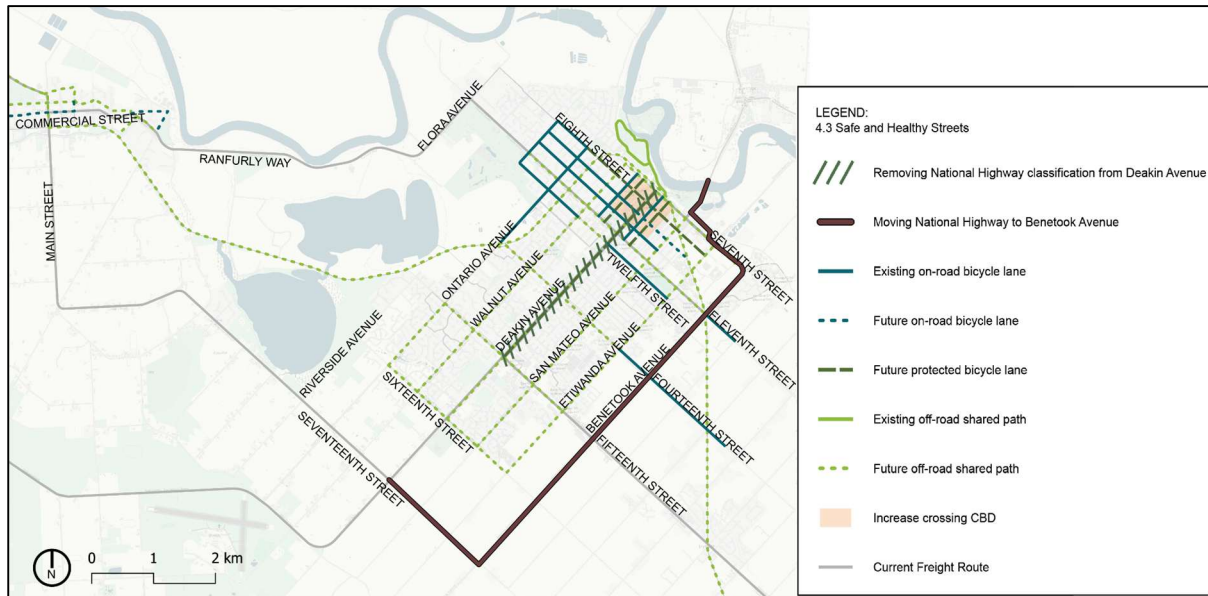 COMMERCIAL STREET
RANFURLY WAY
FLORA AVENUE
MAIN STREET
EIGHTH STREET
SEVENTH STREET
ONTARIO AVENUE
WALNUT AVENUE
DEAKIN AVENUE
TWELFTH STREET
SAN MATEO AVENUE
ELEVENTH STREET
RIVERSIDE AVENUE
ETIWANDA AVENUE
SIXTEENTH STREET
BENETOOK AVENUE
FOURTEENTH STREET
SEVENTEENTH STREET
FIFTEENTH STREET
N
0 1 2 km
LEGEND:
4.3 Safe and Healthy Streets
Removing National Highway classification from Deakin Avenue
Moving National Highway to Benetook Avenue
Existing on-road bicycle lane
Future on-road bicycle lane
Future protected bicycle lane
Existing off-road shared path
Future off-road shared path
Increase crossing CBD
Current Freight Route